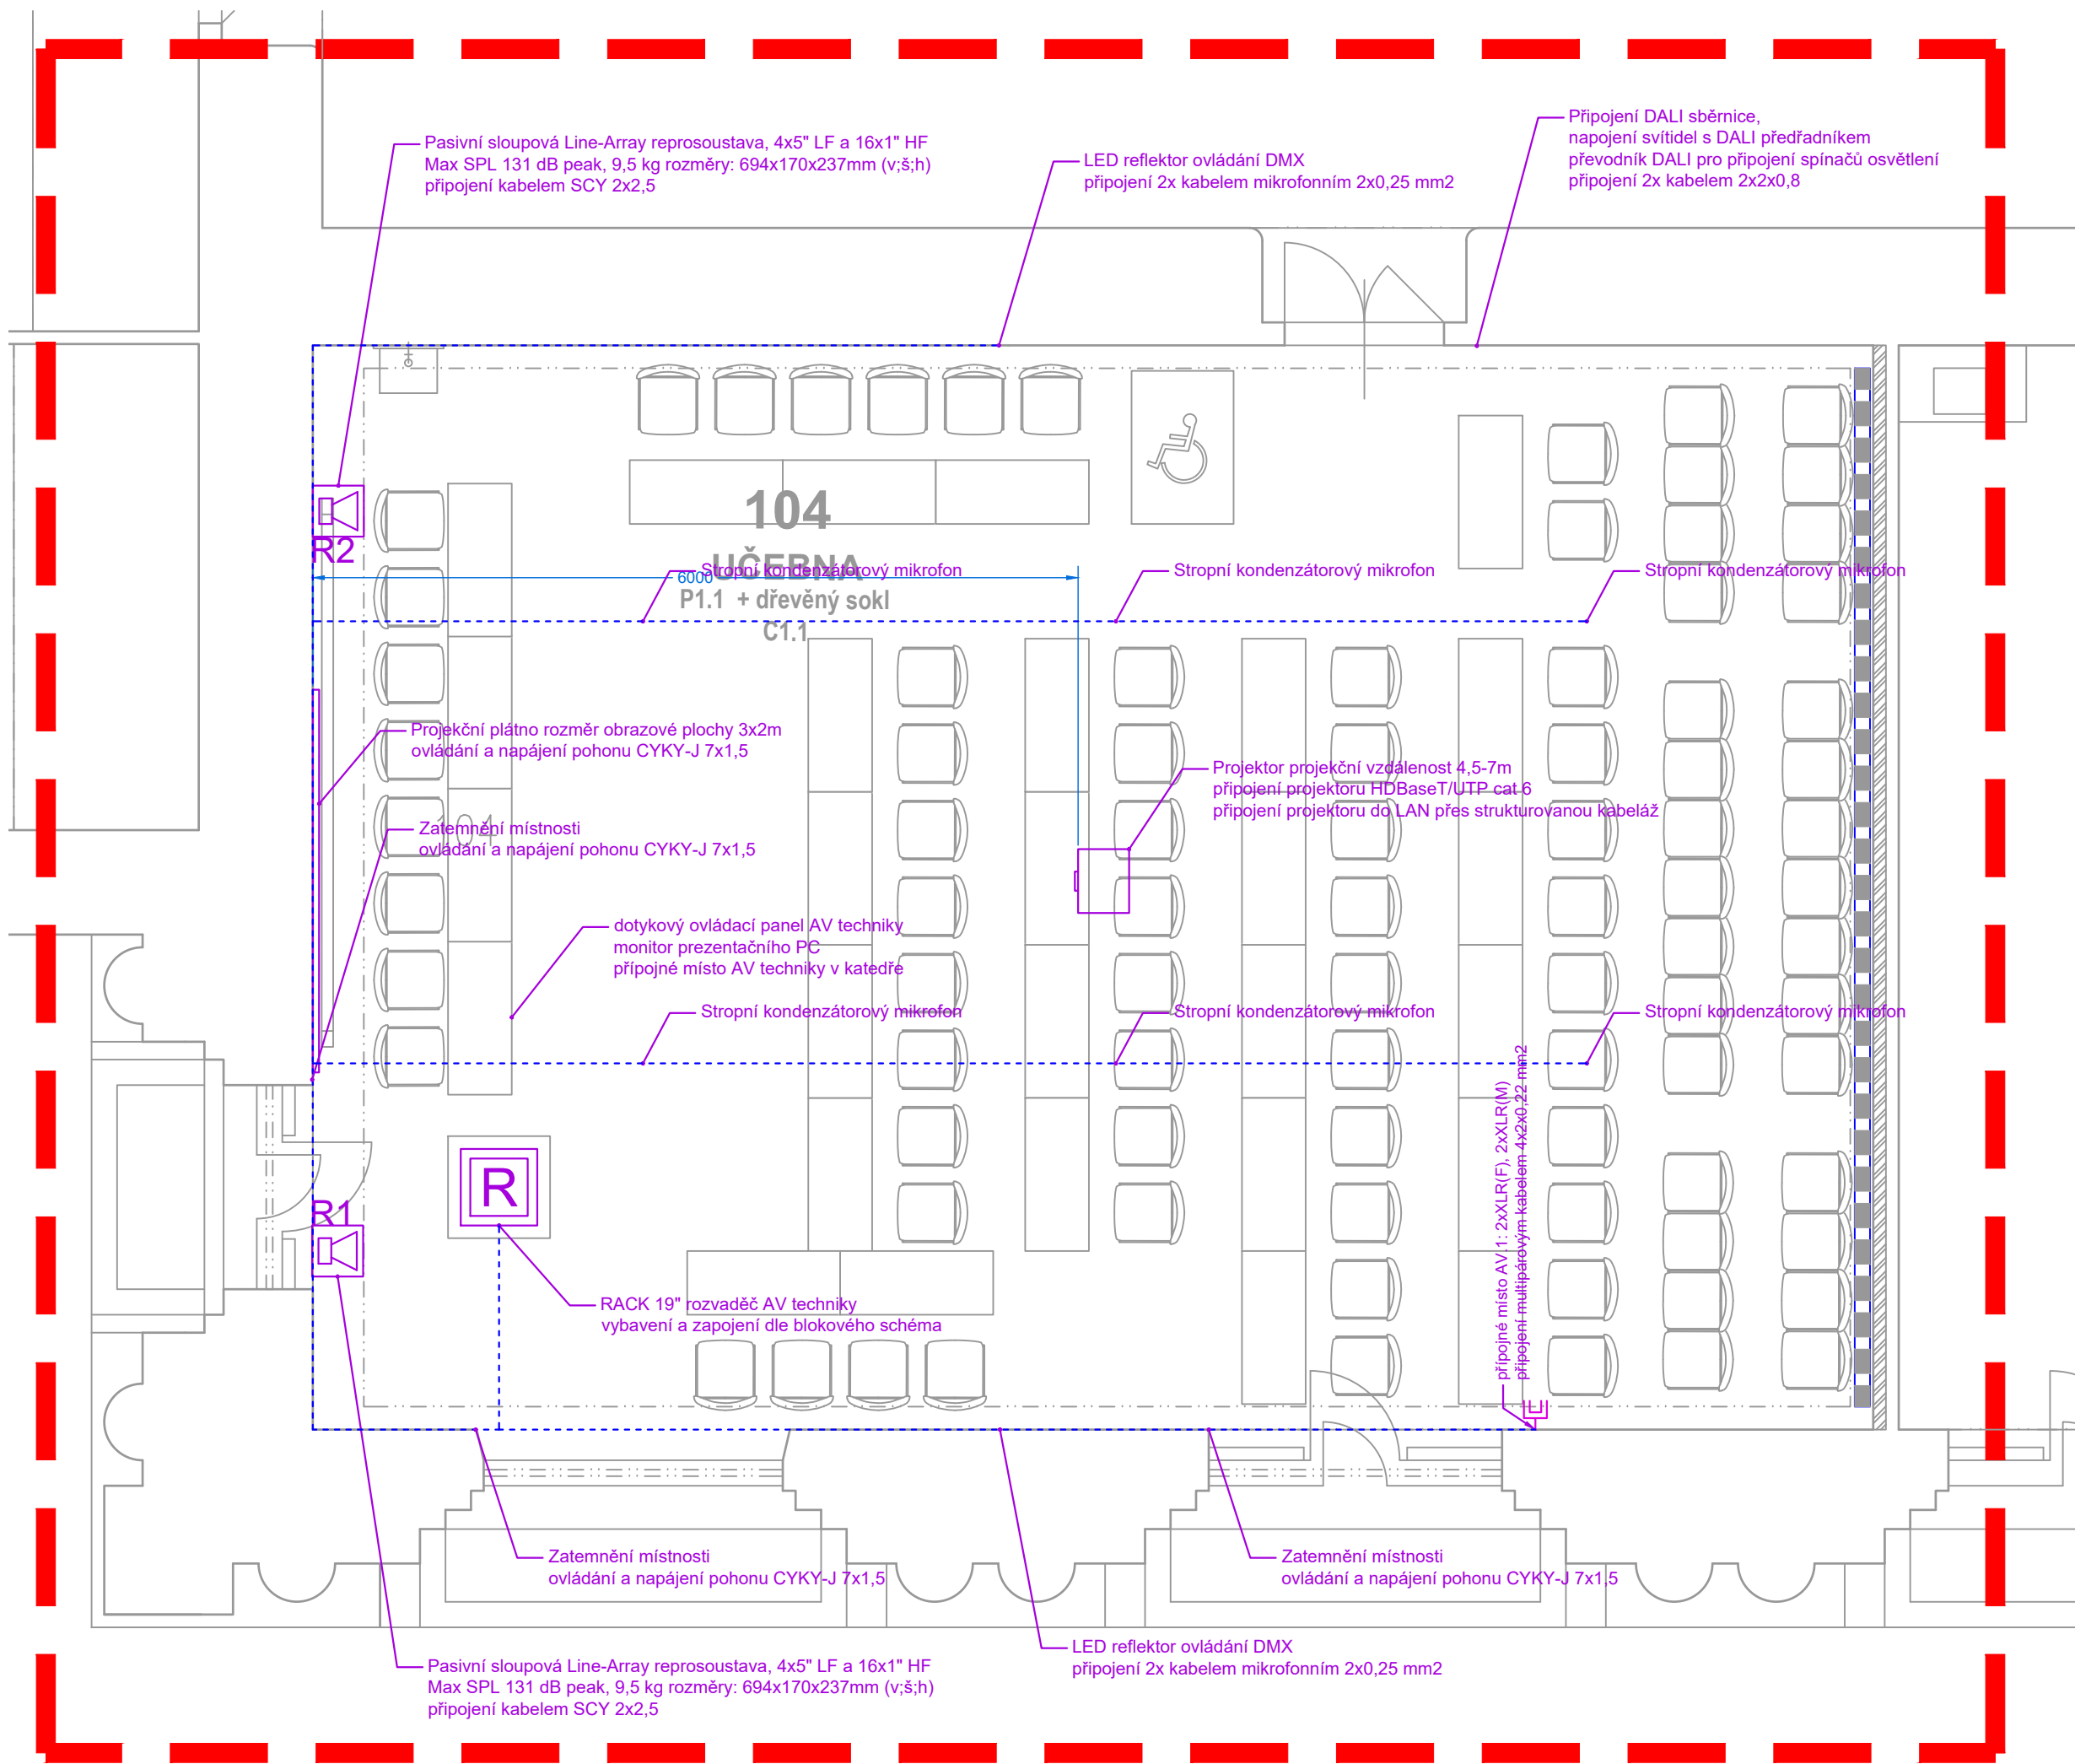 Pasivní sloupová Line-Array reprosoustava, 4x5" LF a 16x1" HF
Max SPL 131 dB peak, 9,5 kg rozměry: 694x170x237mm (v;š;h)
připojení kabelem SCY 2x2,5
LED reflektor ovládání DMX
připojení 2x kabelem mikrofonním 2x0,25 mm2
Připojení DALI sběrnice,
napojení svítidel s DALI předřadníkem
převodník DALI pro připojení spínačů osvětlení
připojení 2x kabelem 2x2x0,8
R2
104
UČEBNA
P1.1 + dřevěný sokl
C1.1
6000
Stropní kondenzátorový mikrofon
Stropní kondenzátorový mikrofon
Stropní kondenzátorový mikrofon
Projekční plátno rozměr obrazové plochy 3x2m
ovládání a napájení pohonu CYKY-J 7x1,5
Projektor projekční vzdálenost 4,5-7m
připojení projektoru HDBaseT/UTP cat 6
připojení projektoru do LAN přes strukturovanou kabeláž
104
Zatemnění místnosti
ovládání a napájení pohonu CYKY-J 7x1,5
dotykový ovládací panel AV techniky
monitor prezentačního PC
přípojné místo AV techniky v katedře
Stropní kondenzátorový mikrofon
Stropní kondenzátorový mikrofon
Stropní kondenzátorový mikrofon
přípojné místo AV.1: 2xXLR(F), 2xXLR(M)
připojení multipárovým kabelem 4x2x0,22 mm2
R
R1
RACK 19" rozvaděč AV techniky
vybavení a zapojení dle blokového schéma
Zatemnění místnosti
ovládání a napájení pohonu CYKY-J 7x1,5
Zatemnění místnosti
ovládání a napájení pohonu CYKY-J 7x1,5
LED reflektor ovládání DMX
připojení 2x kabelem mikrofonním 2x0,25 mm2
Pasivní sloupová Line-Array reprosoustava, 4x5" LF a 16x1" HF
Max SPL 131 dB peak, 9,5 kg rozměry: 694x170x237mm (v;š;h)
připojení kabelem SCY 2x2,5